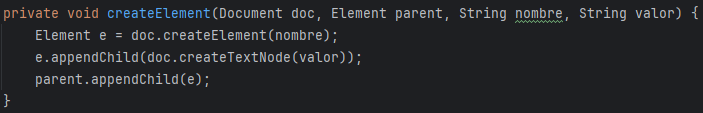 private void createElement(Document doc, Element parent, String nombre, String valor) {
    Element e = doc.createElement(nombre);
    e.appendChild(doc.createTextNode(valor));
    parent.appendChild(e);
}